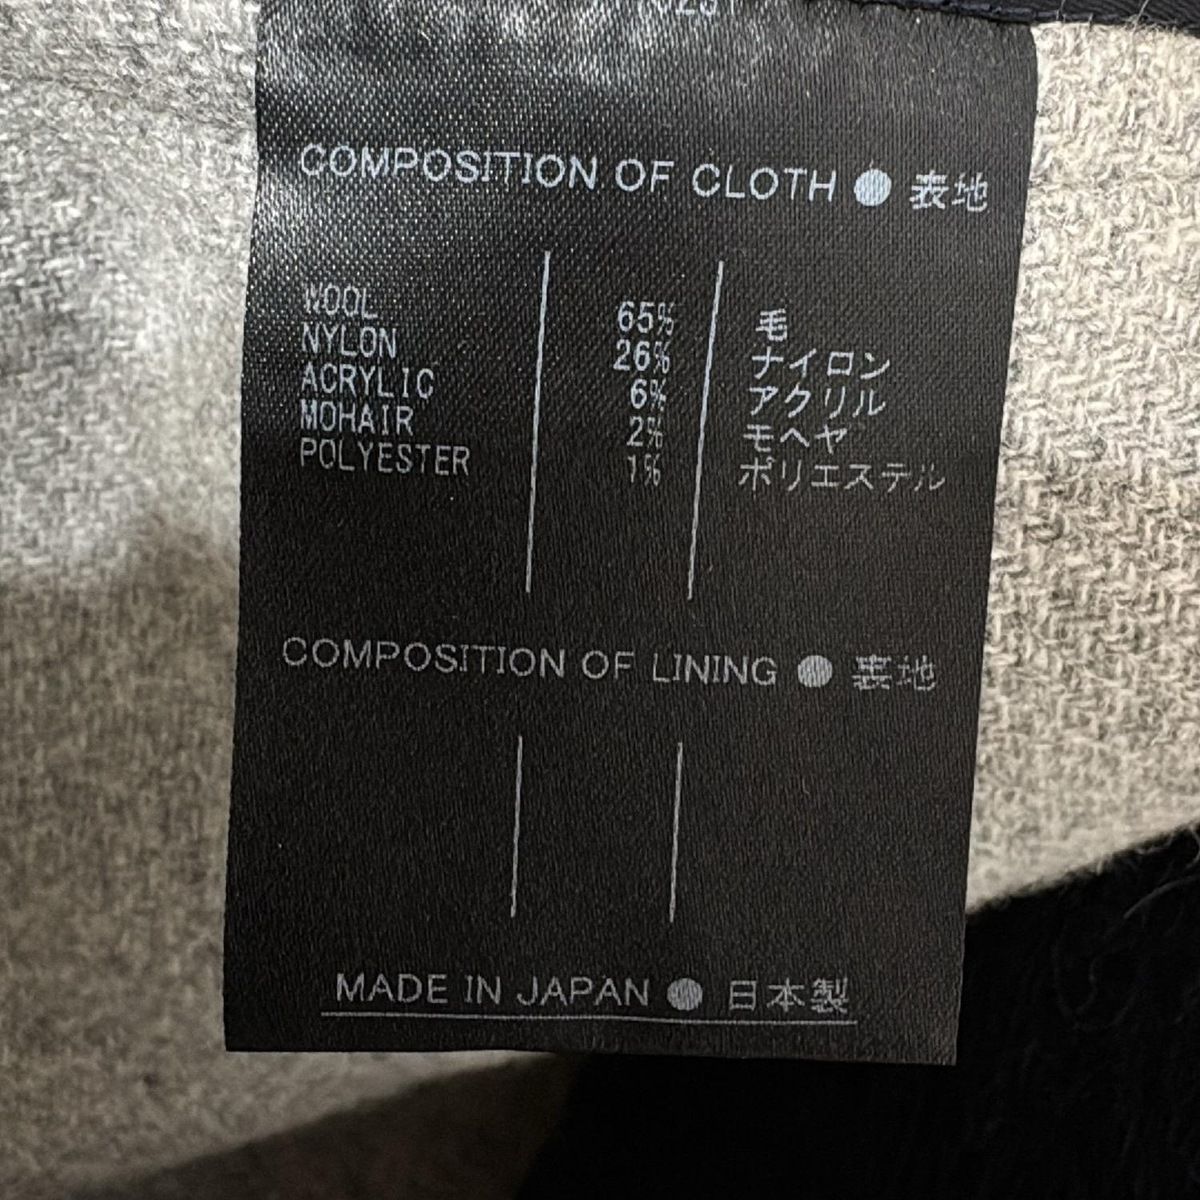 COMPOSITION OF CLOTH ● 表地
WOOL 65% 毛
NYLON 26% ナイロン
ACRYLIC 6% アクリル
MOHAIR 2% モヘヤ
POLYESTER 1% ポリエステル
COMPOSITION OF LINING ● 裏地
MADE IN JAPAN ● 日本製